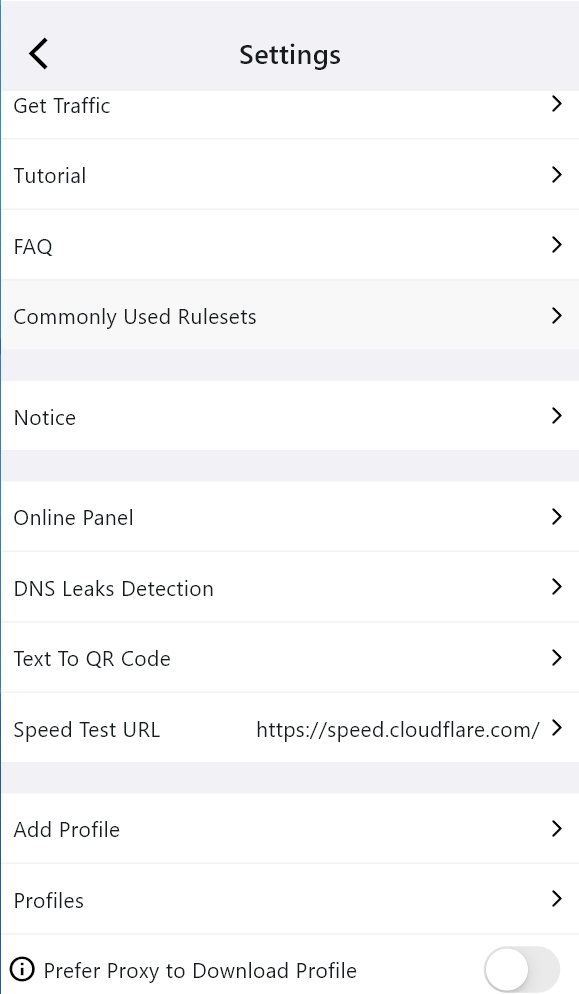 Settings
Get Traffic
Tutorial
FAQ
Commonly Used Rulesets
Notice
Online Panel
DNS Leaks Detection
Text To QR Code
Speed Test URL https://speed.cloudflare.com/
Add Profile
Profiles
Prefer Proxy to Download Profile